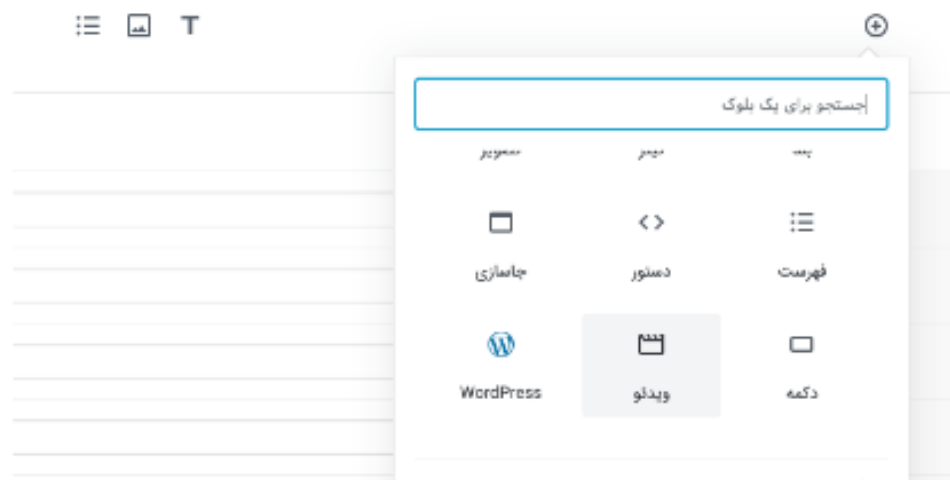 جستجو برای یک بلوک
فهرست دستور جاسازی
دکمه ویدئو WordPress